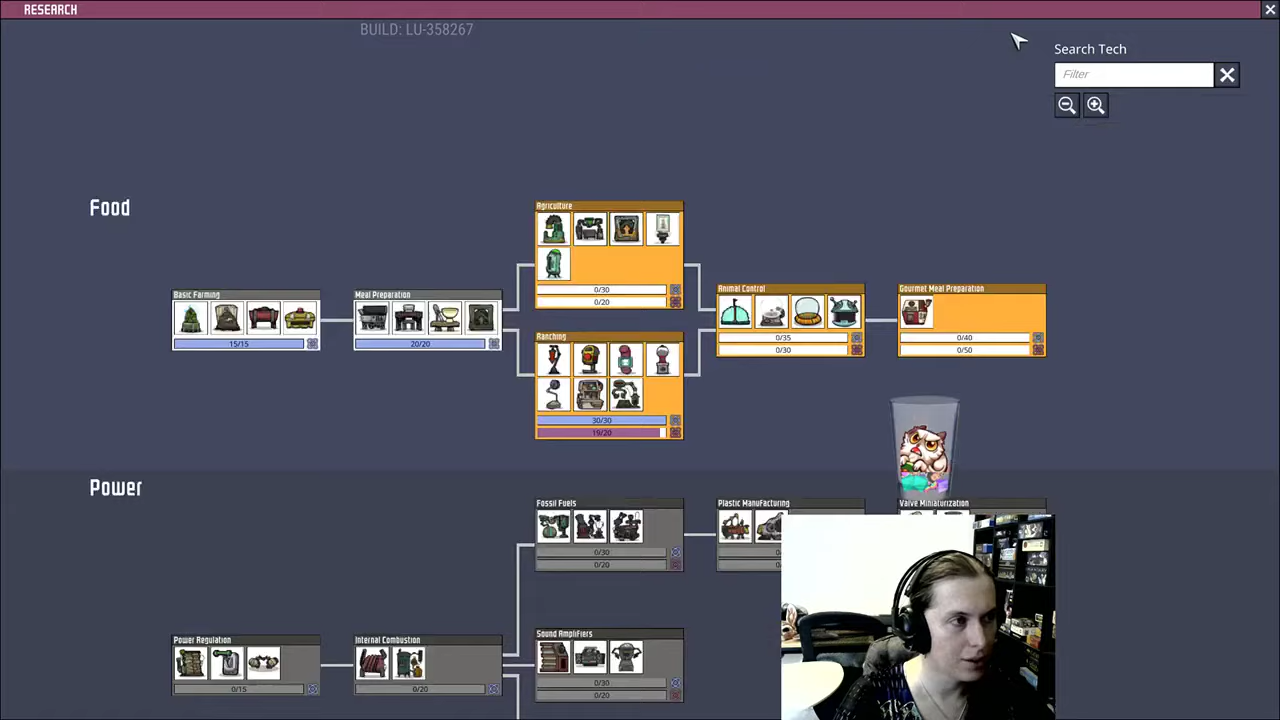 RESEARCH
BUILD: LU-358267
Search Tech
Filter
Food
Agriculture
0/30
0/20
Basic Farming
15/15
Meal Preparation
20/20
Animal Control
0/35
0/30
Gourmet Meal Preparation
0/40
0/50
Ranching
30/30
19/20
Power
Fossil Fuels
0/30
0/20
Plastic Manufacturing
Valve Miniaturization
Power Regulation
0/15
Internal Combustion
0/20
Sound Amplifiers
0/30
0/20